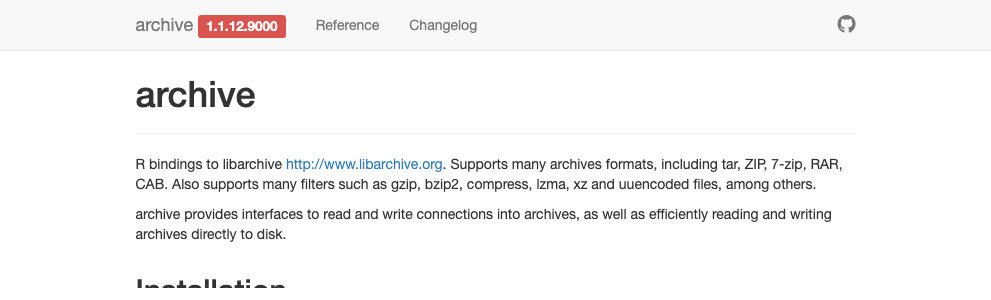 archive 1.1.12.9000 Reference Changelog
archive
R bindings to libarchive http://www.libarchive.org. Supports many archives formats, including tar, ZIP, 7-zip, RAR,
CAB. Also supports many filters such as gzip, bzip2, compress, lzma, xz and uuencoded files, among others.
archive provides interfaces to read and write connections into archives, as well as efficiently reading and writing
archives directly to disk.
Installation